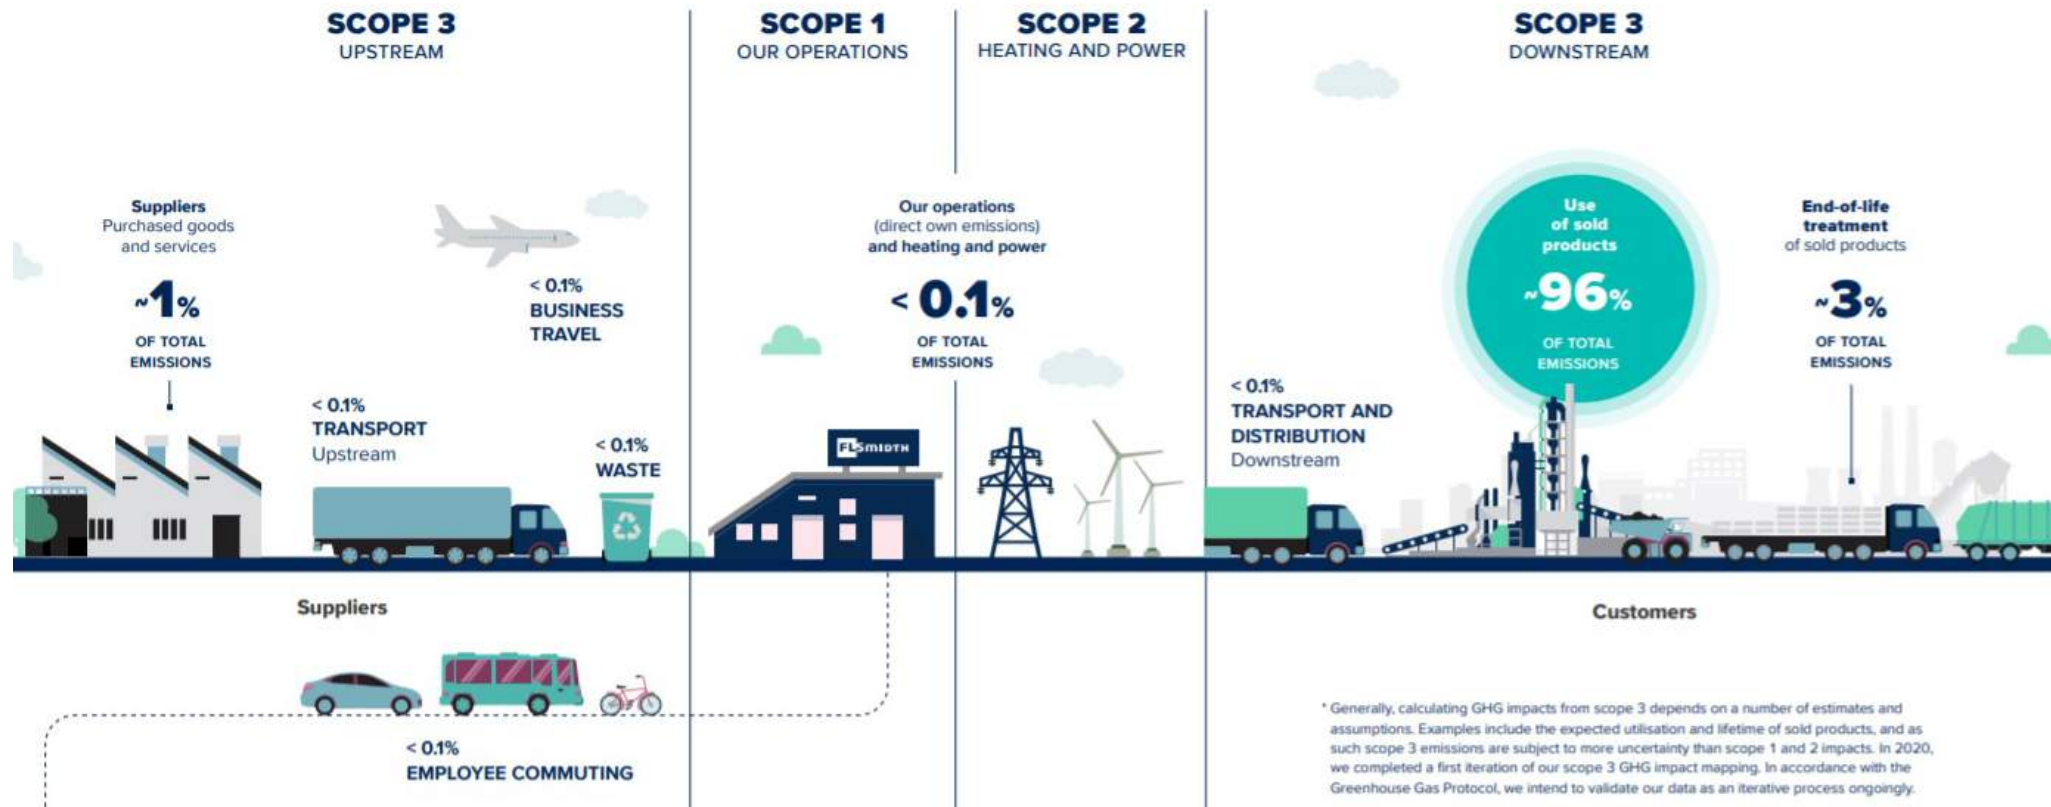 SCOPE 3
UPSTREAM
SCOPE 1
OUR OPERATIONS
SCOPE 2
HEATING AND POWER
SCOPE 3
DOWNSTREAM
Suppliers
Purchased goods
and services
~1%
OF TOTAL
EMISSIONS
< 0.1%
BUSINESS
TRAVEL
< 0.1%
TRANSPORT
Upstream
< 0.1%
WASTE
Our operations
(direct own emissions)
and heating and power
< 0.1%
OF TOTAL
EMISSIONS
FLSMIDTH
< 0.1%
TRANSPORT AND
DISTRIBUTION
Downstream
Use
of sold
products
~96%
OF TOTAL
EMISSIONS
End-of-life
treatment
of sold products
~3%
OF TOTAL
EMISSIONS
Suppliers
Customers
< 0.1%
EMPLOYEE COMMUTING
* Generally, calculating GHG impacts from scope 3 depends on a number of estimates and
assumptions. Examples include the expected utilisation and lifetime of sold products, and as
such scope 3 emissions are subject to more uncertainty than scope 1 and 2 impacts. In 2020,
we completed a first iteration of our scope 3 GHG impact mapping. In accordance with the
Greenhouse Gas Protocol, we intend to validate our data as an iterative process ongoingly.